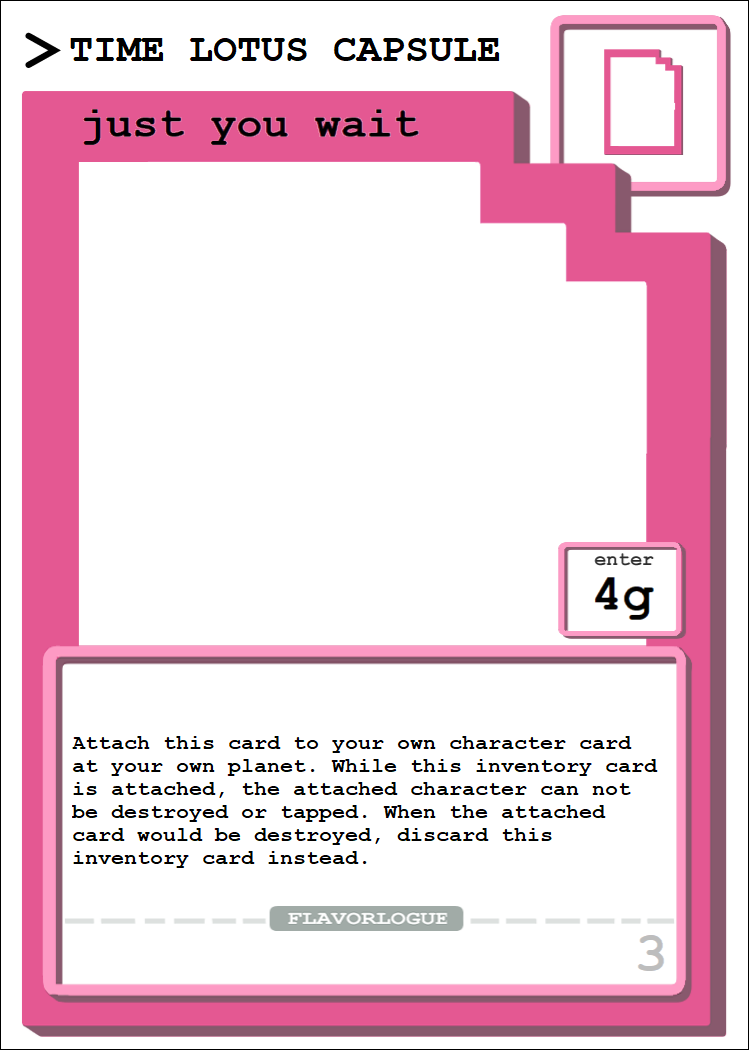 >TIME LOTUS CAPSULE
just you wait
enter
4g
Attach this card to your own character card
at your own planet. While this inventory card
is attached, the attached character can not
be destroyed or tapped. When the attached
card would be destroyed, discard this
inventory card instead.
FLAVORLOGUE
3